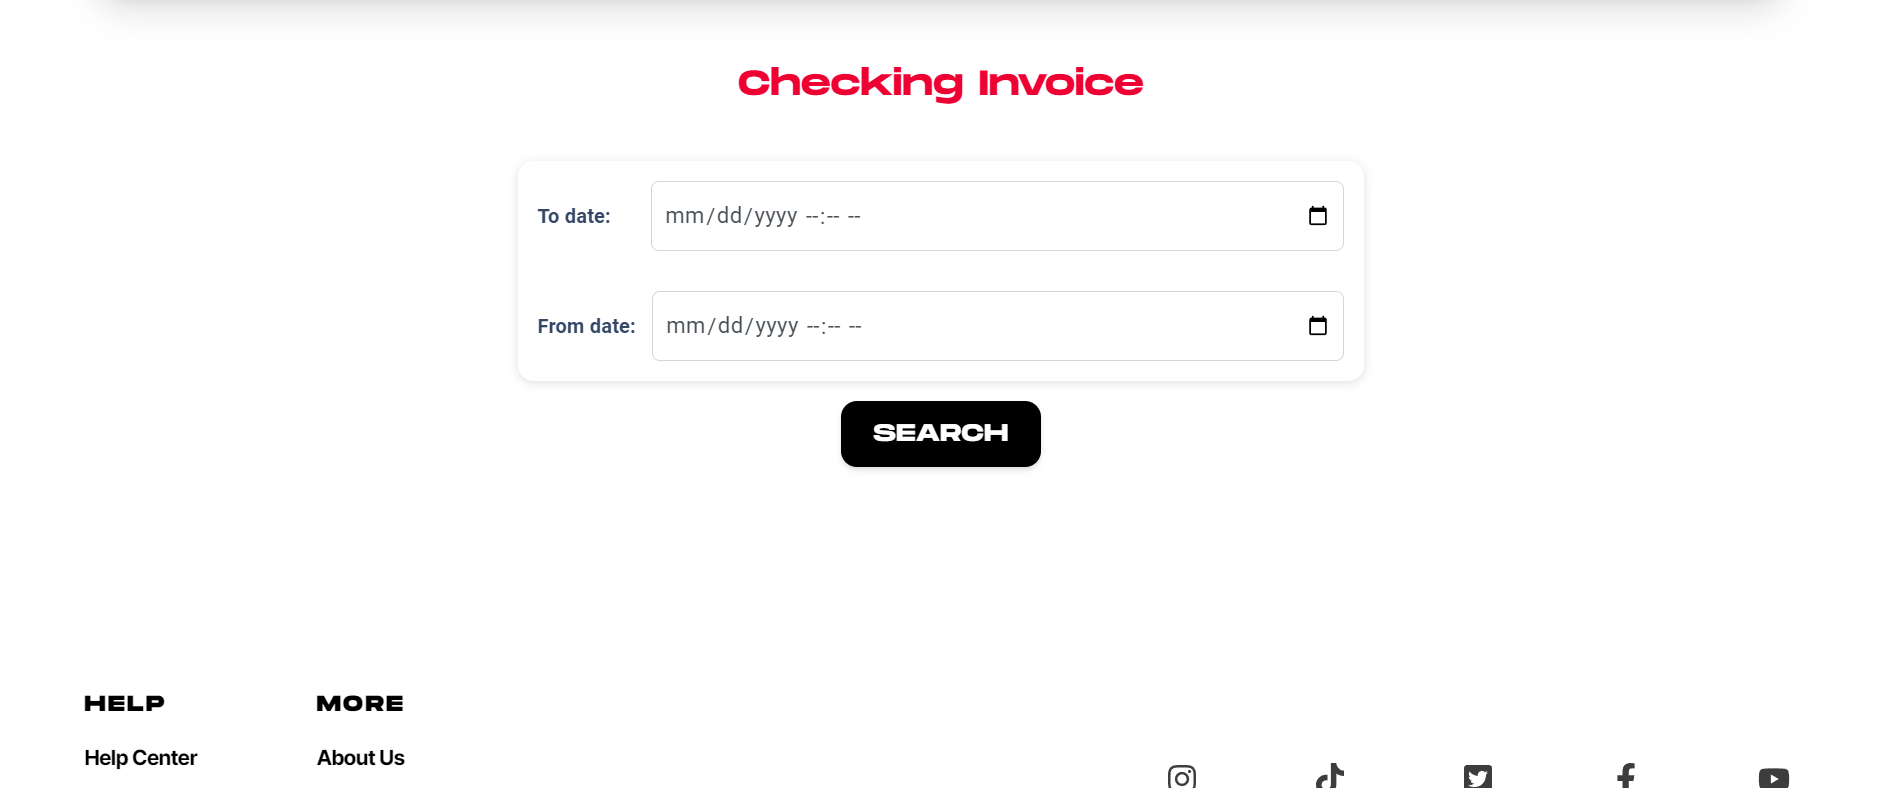 Checking Invoice
To date: mm/dd/yyyy --:-- --
From date: mm/dd/yyyy --:-- --
SEARCH
HELP MORE
Help Center About Us